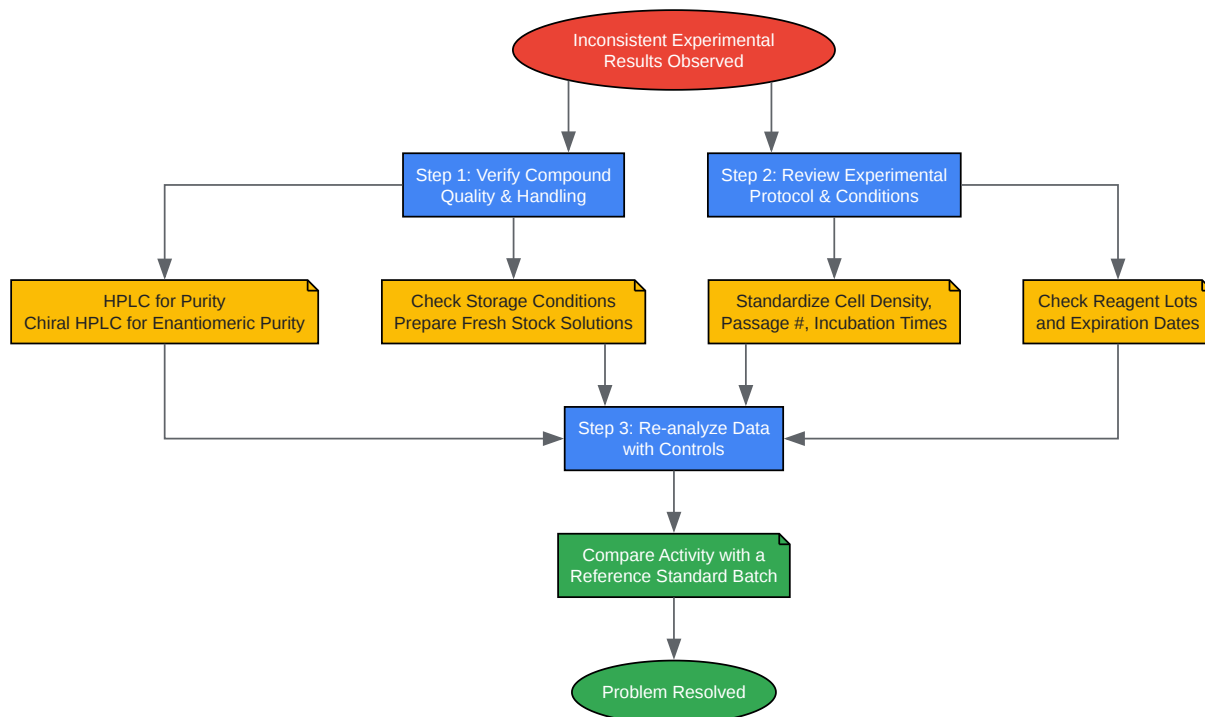 Inconsistent Experimental
Results Observed
Step 1: Verify Compound
Quality & Handling
Step 2: Review Experimental
Protocol & Conditions
HPLC for Purity
Chiral HPLC for Enantiomeric Purity
Check Storage Conditions
Prepare Fresh Stock Solutions
Standardize Cell Density,
Passage #, Incubation Times
Check Reagent Lots
and Expiration Dates
Step 3: Re-analyze Data
with Controls
Compare Activity with a
Reference Standard Batch
Problem Resolved